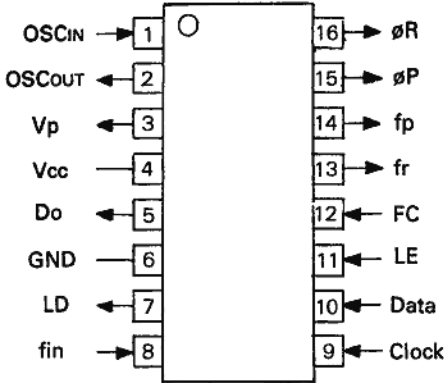 OSCIN 1 16 øR
OSCOUT 2 15 øP
Vp 3 14 fp
Vcc 4 13 fr
Do 5 12 FC
GND 6 11 LE
LD 7 10 Data
fin 8 9 Clock